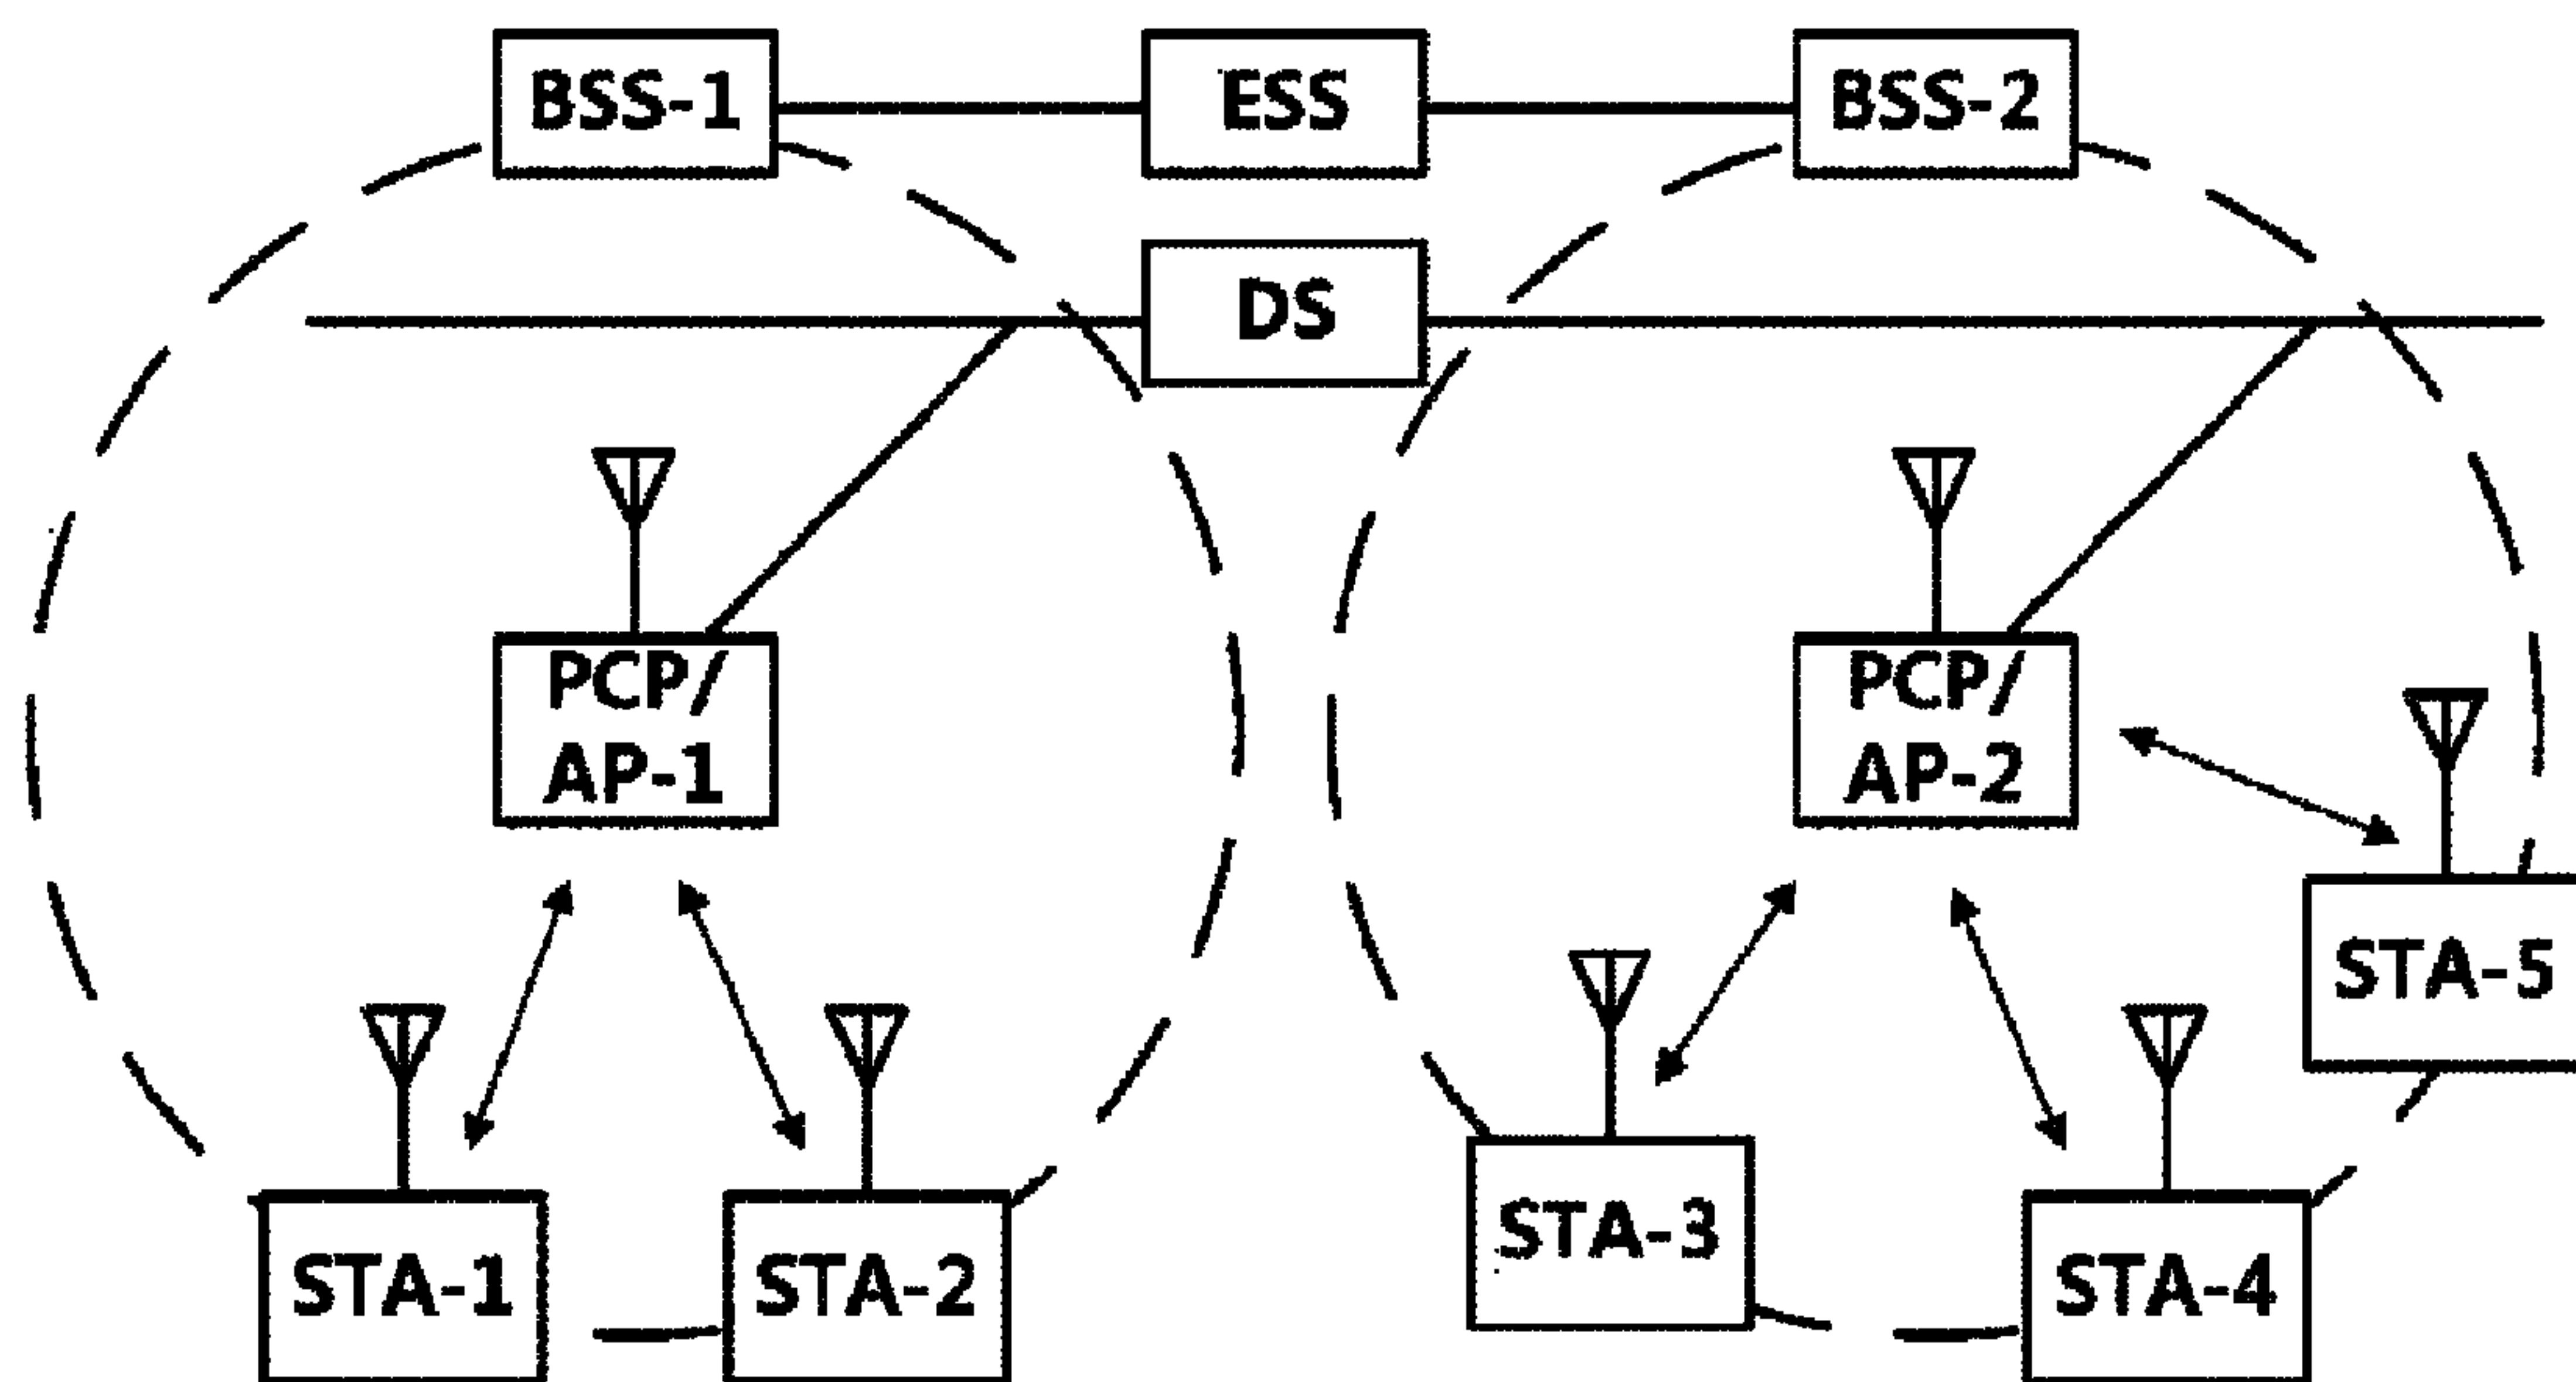 BSS-1
ESS
BSS-2
DS
PCP/
AP-1
PCP/
AP-2
STA-5
STA-3
STA-1
STA-2
STA-4